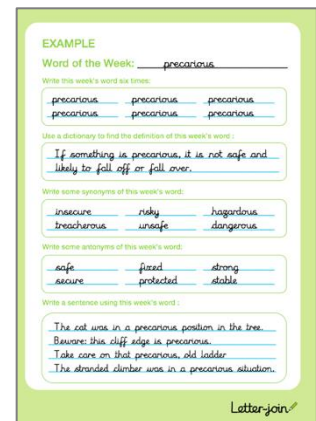 EXAMPLE
Word of the Week: precarious
Write this week's word six times:
precarious precarious precarious
precarious precarious precarious
Use a dictionary to find the definition of this week's word :
If something is precarious, it is not safe and
likely to fall off or fall over.
Write some synonyms of this week's word:
insecure risky hazardous
treacherous unsafe dangerous
Write some antonyms of this week's word:
safe fixed strong
secure protected stable
Write a sentence using this week's word :
The cat was in a precarious position in the tree.
Beware: this cliff edge is precarious.
Take care on that precarious, old ladder
The stranded climber was in a precarious situation.
Letter-join